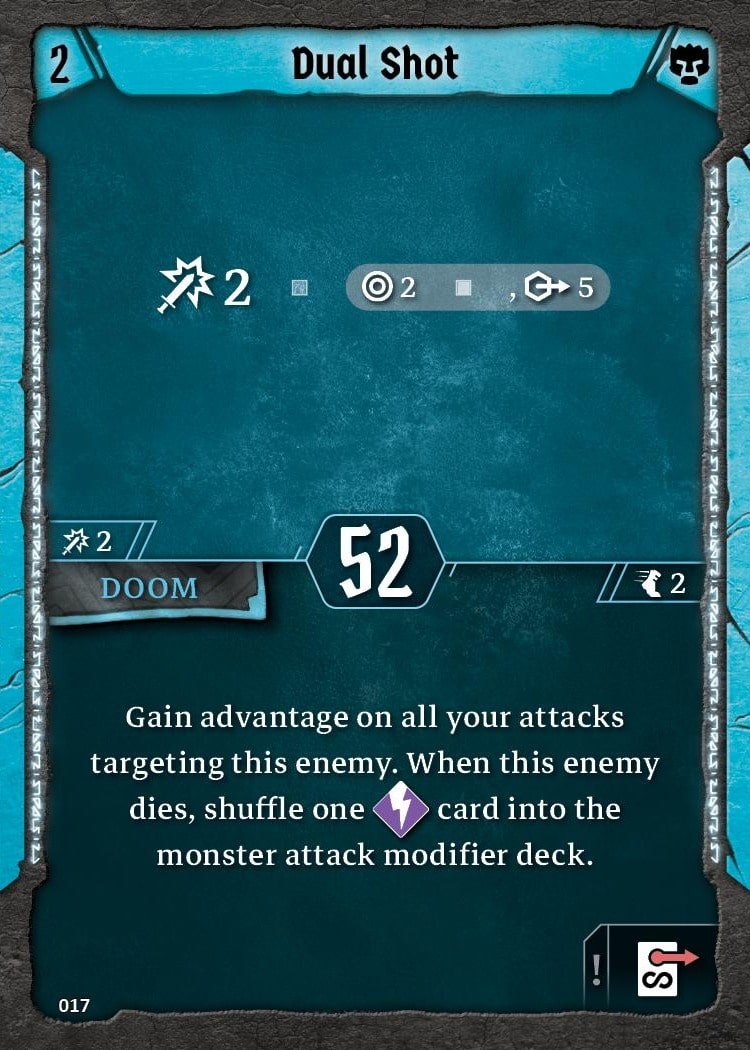 2 Dual Shot
2 2 , 5
2
52
DOOM
2
Gain advantage on all your attacks
targeting this enemy. When this enemy
dies, shuffle one card into the
monster attack modifier deck.
!
017